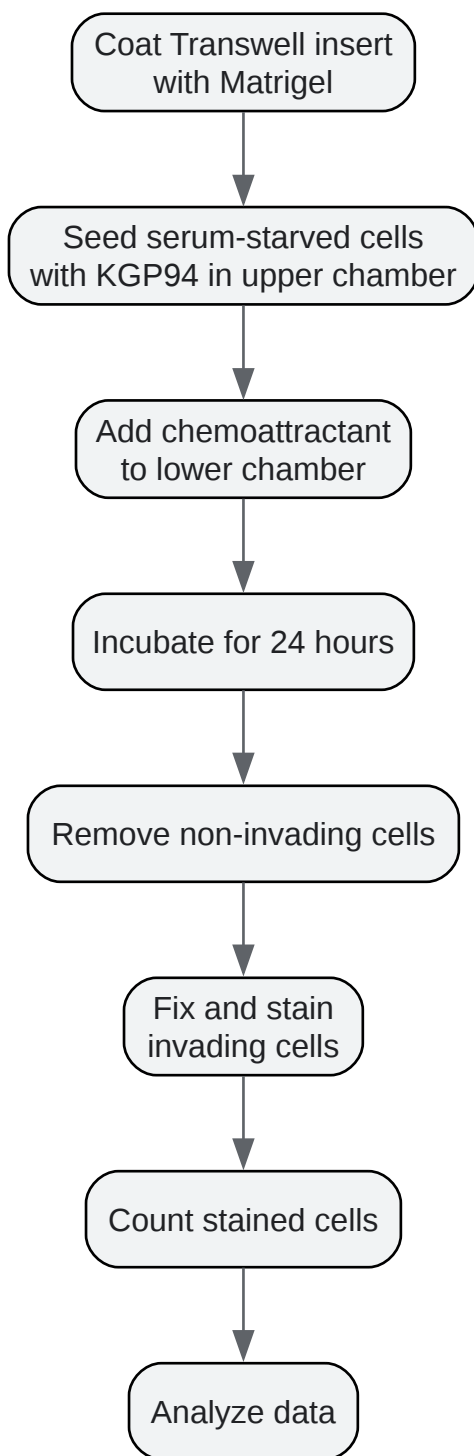 Coat Transwell insert
with Matrigel
Seed serum-starved cells
with KGP94 in upper chamber
Add chemoattractant
to lower chamber
Incubate for 24 hours
Remove non-invading cells
Fix and stain
invading cells
Count stained cells
Analyze data